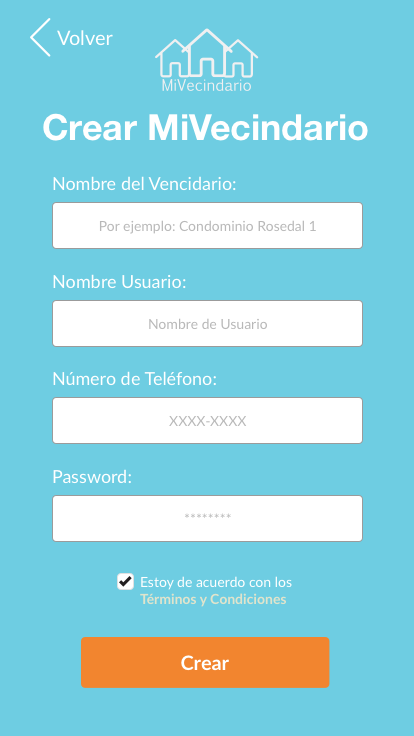 Volver
MiVecindario
Crear MiVecindario
Nombre del Vencidario:
Por ejemplo: Condominio Rosedal 1
Nombre Usuario:
Nombre de Usuario
Número de Teléfono:
XXXX-XXXX
Password:
********
Estoy de acuerdo con los
Términos y Condiciones
Crear